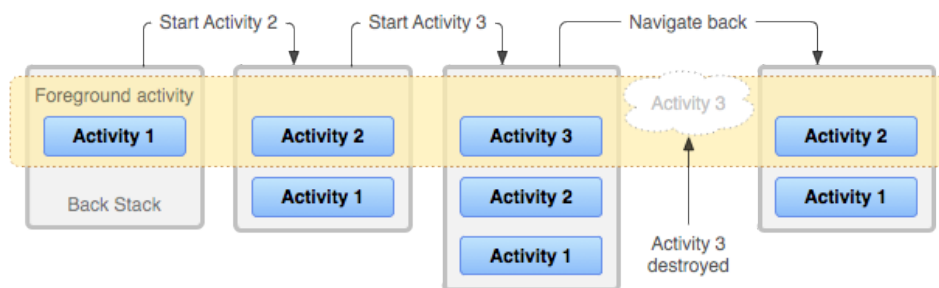 Start Activity 2
Start Activity 3
Navigate back
Foreground activity
Activity 1
Back Stack
Activity 2
Activity 1
Activity 3
Activity 2
Activity 1
Activity 3
Activity 3
destroyed
Activity 2
Activity 1